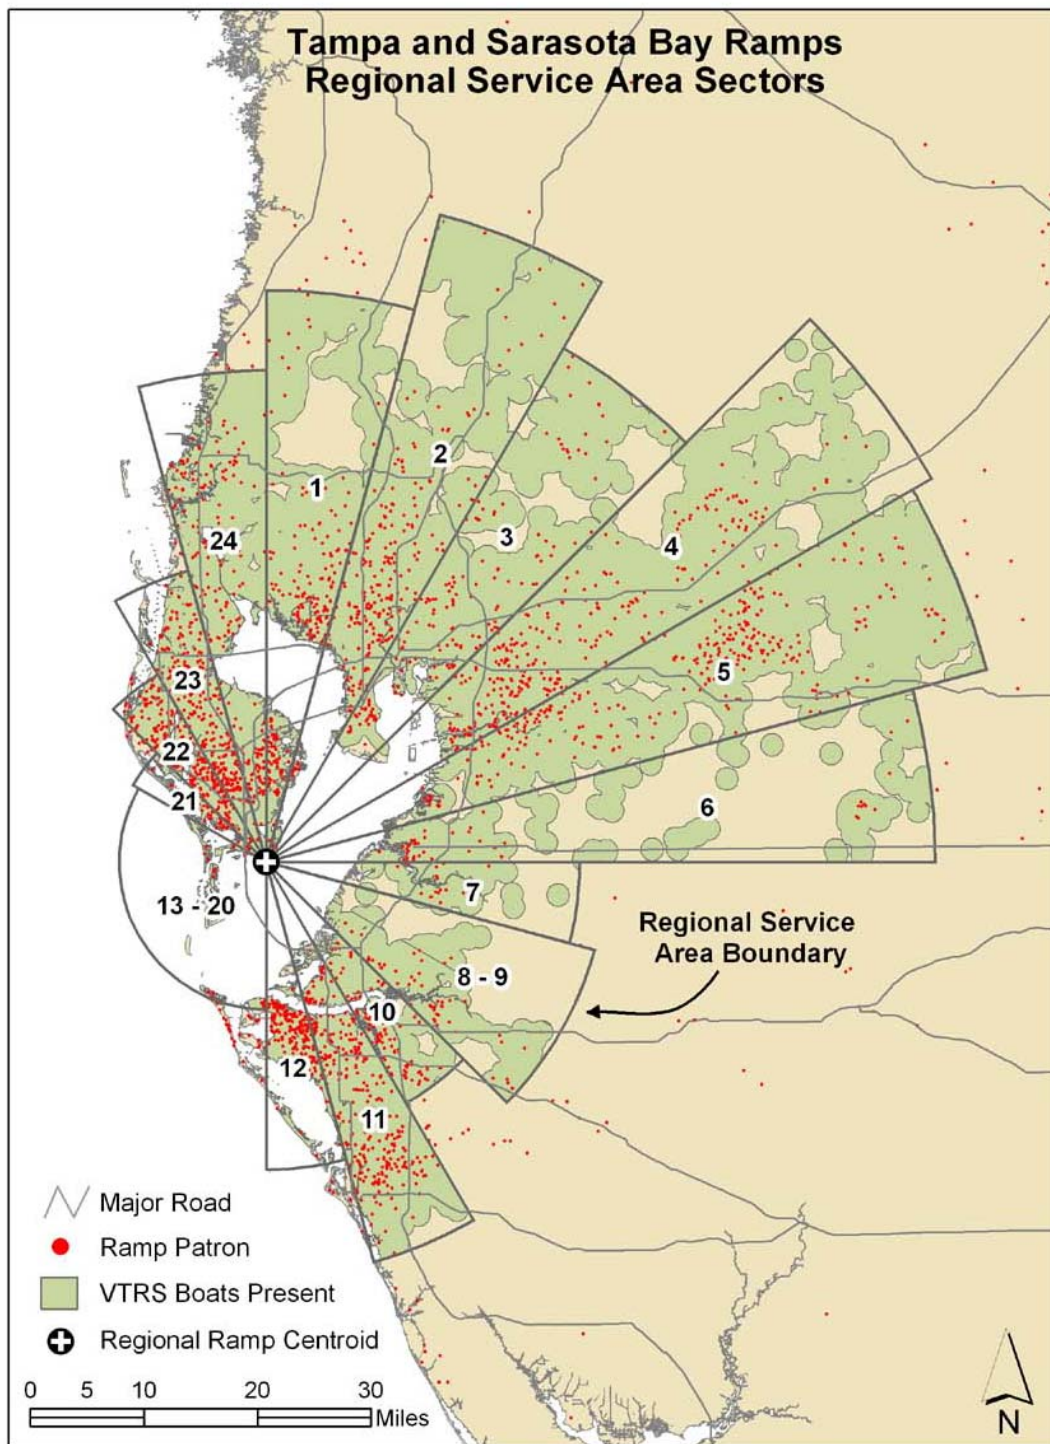 Tampa and Sarasota Bay Ramps
Regional Service Area Sectors
2
1
3
24
4
5
23
22
21
6
7
13 - 20
Regional Service
Area Boundary
8 - 9
10
12
11
Major Road
Ramp Patron
VTRS Boats Present
Regional Ramp Centroid
0 5 10 20 30
Miles
N